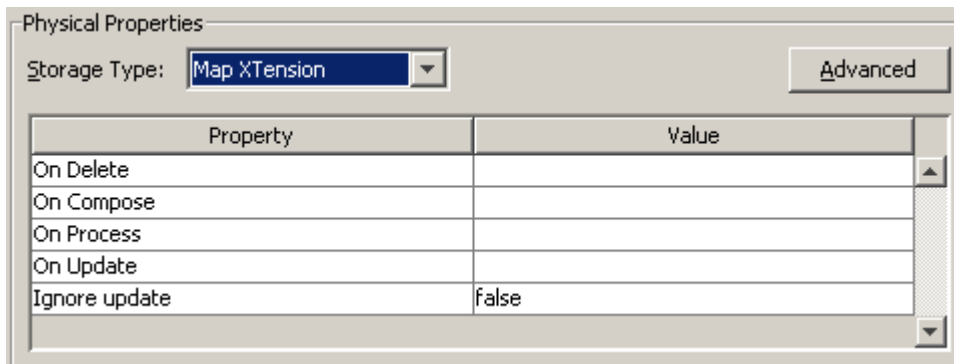 Physical Properties
Storage Type: Map XTension Advanced
Property Value
On Delete
On Compose
On Process
On Update
Ignore update false